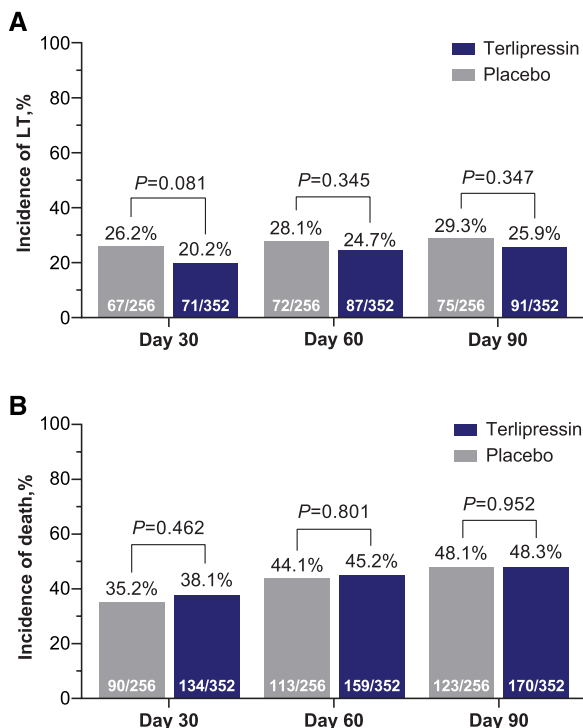 A
Terlipressin
Placebo
Incidence of LT,%
100
80
60
40
20
0
P=0.081
P=0.345
P=0.347
26.2%
20.2%
28.1%
24.7%
29.3%
25.9%
67/256
71/352
72/256
87/352
75/256
91/352
Day 30
Day 60
Day 90
B
Terlipressin
Placebo
Incidence of death,%
100
80
60
40
20
0
P=0.462
P=0.801
P=0.952
35.2%
38.1%
44.1%
45.2%
48.1%
48.3%
90/256
134/352
113/256
159/352
123/256
170/352
Day 30
Day 60
Day 90